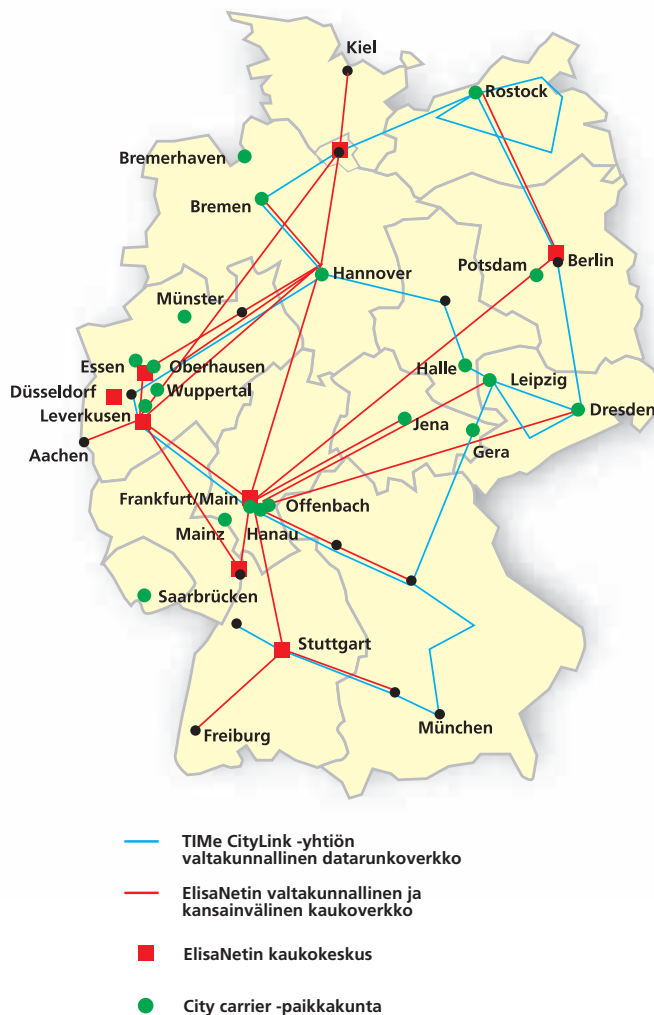 Kiel
Rostock
Bremerhaven
Bremen
Berlin
Potsdam
Hannover
Münster
Essen
Oberhausen
Halle
Leipzig
Düsseldorf
Wuppertal
Leverkusen
Dresden
Jena
Aachen
Gera
Frankfurt/Main
Offenbach
Mainz
Hanau
Saarbrücken
Stuttgart
München
Freiburg
TIMe CityLink -yhtiön
valtakunnallinen datarunkoverkko
ElisaNetin valtakunnallinen ja
kansainvälinen kaukoverkko
ElisaNetin kaukokeskus
City carrier -paikkakunta